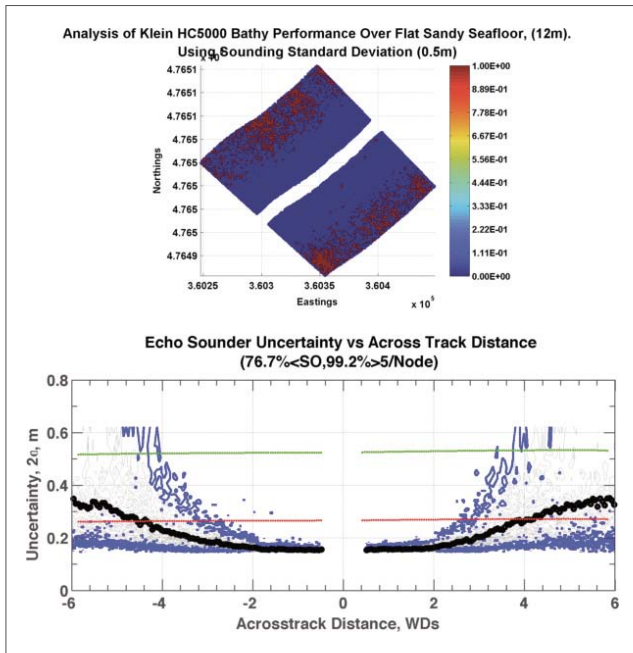 Analysis of Klein HC5000 Bathy Performance Over Flat Sandy Seafloor, (12m).
Using Sounding Standard Deviation (0.5m)
4.7651
4.7651
4.765
4.765
4.765
4.765
4.7649
Northings
3.6025
3.603
3.6035
3.604
x 10⁵
Eastings
1.00E+00
8.89E-01
7.78E-01
6.67E-01
5.56E-01
4.44E-01
3.33E-01
2.22E-01
1.11E-01
0.00E+00
Echo Sounder Uncertainty vs Across Track Distance
(76.7%<SO,99.2%>5/Node)
Uncertainty, 2σ, m
0.8
0.6
0.4
0.2
0
-6
-4
-2
0
2
4
6
Acrosstrack Distance, WDs